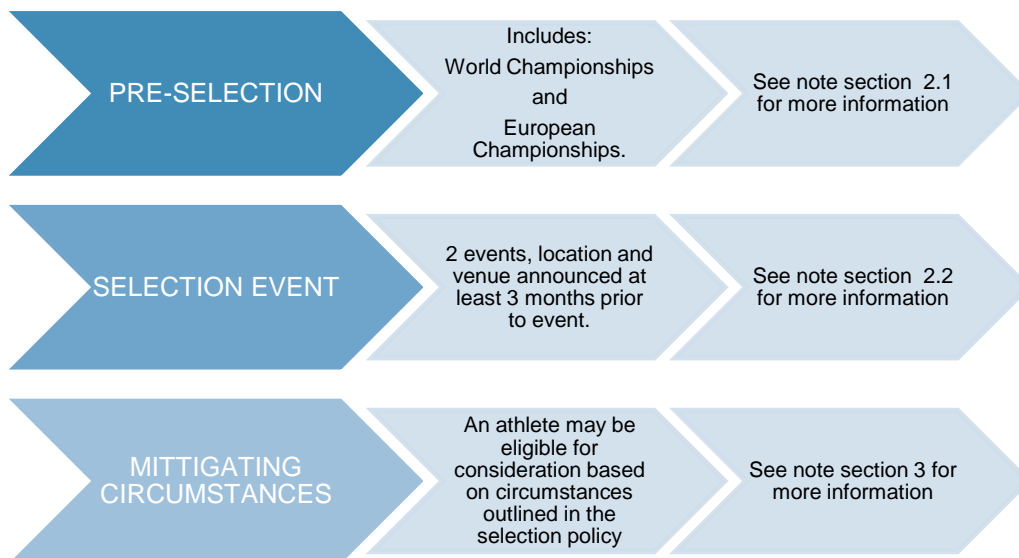 PRE-SELECTION
Includes:
World Championships
and
European
Championships.
See note section 2.1
for more information
SELECTION EVENT
2 events, location and
venue announced at
least 3 months prior
to event.
See note section 2.2
for more information
MITTIGATING
CIRCUMSTANCES
An athlete may be
eligible for
consideration based
on circumstances
outlined in the
selection policy
See note section 3 for
more information